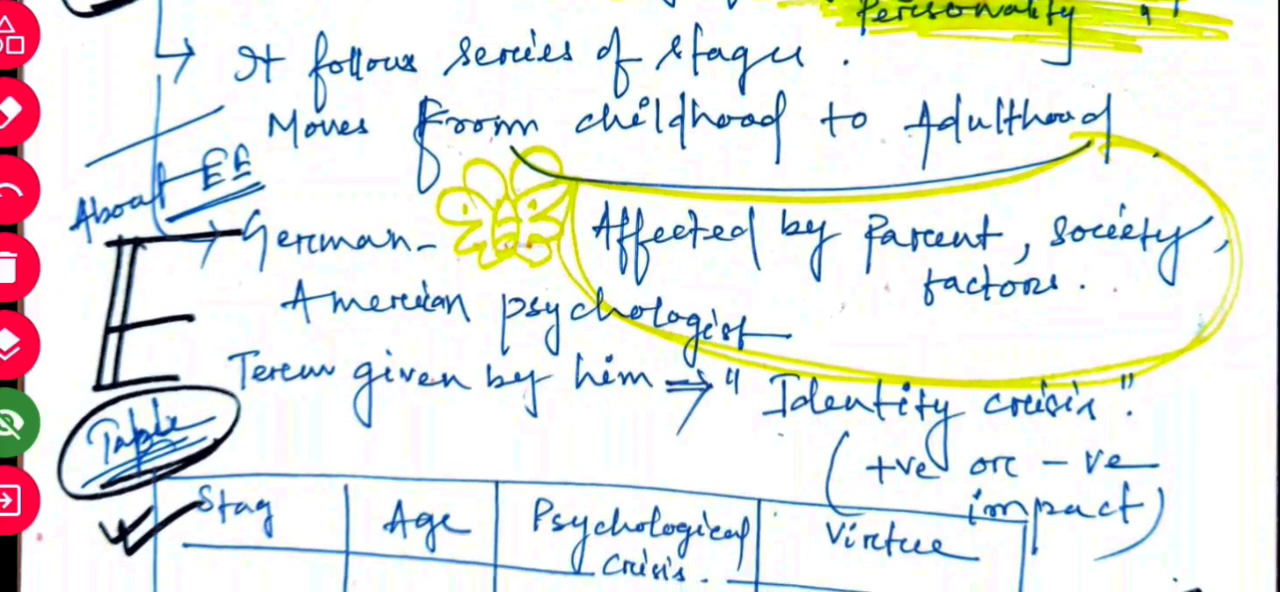 Personality "
↳ It follows series of stages.
Moves from childhood to Adulthood
About EE
→ German-
American psychologist
Affected by Parent, society,
factors.
Term given by him ⇒ "Identity crisis".
(+ve or -ve
impact)
E
Table
Stag | Age | Psychological | Virtue
Crisis.